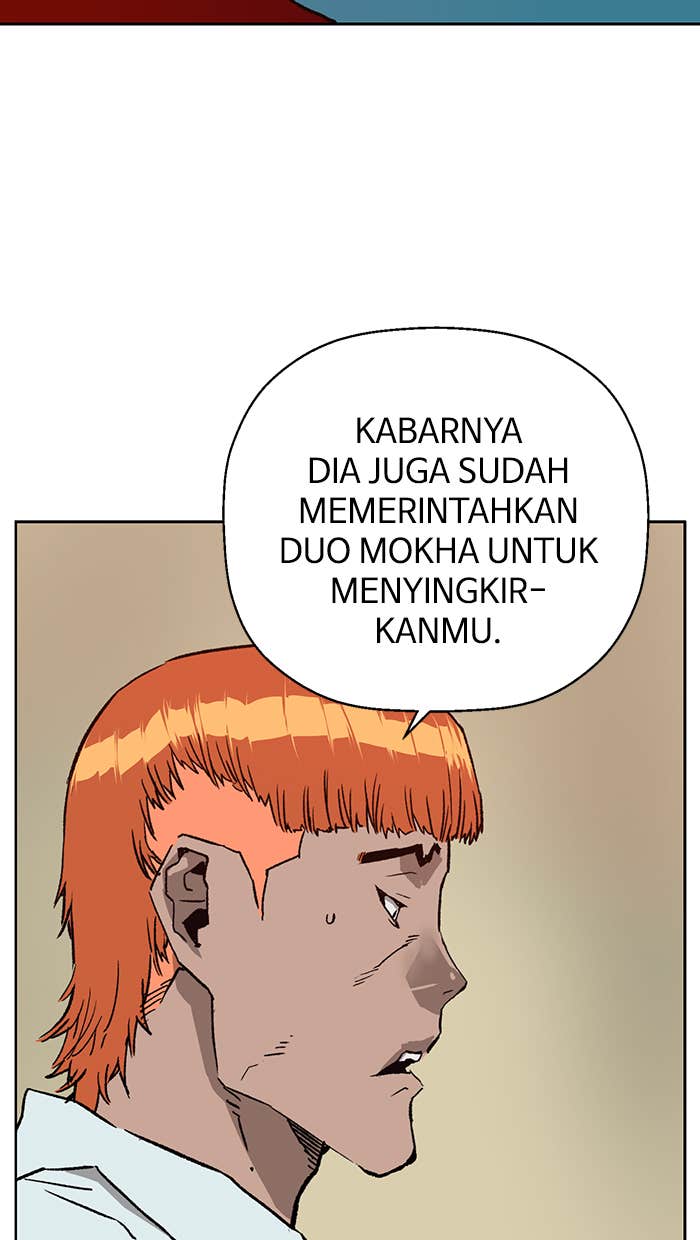 KABARNYA
DIA JUGA SUDAH
MEMERINTAHKAN
DUO MOKHA UNTUK
MENYINGKIR-
KANMU.